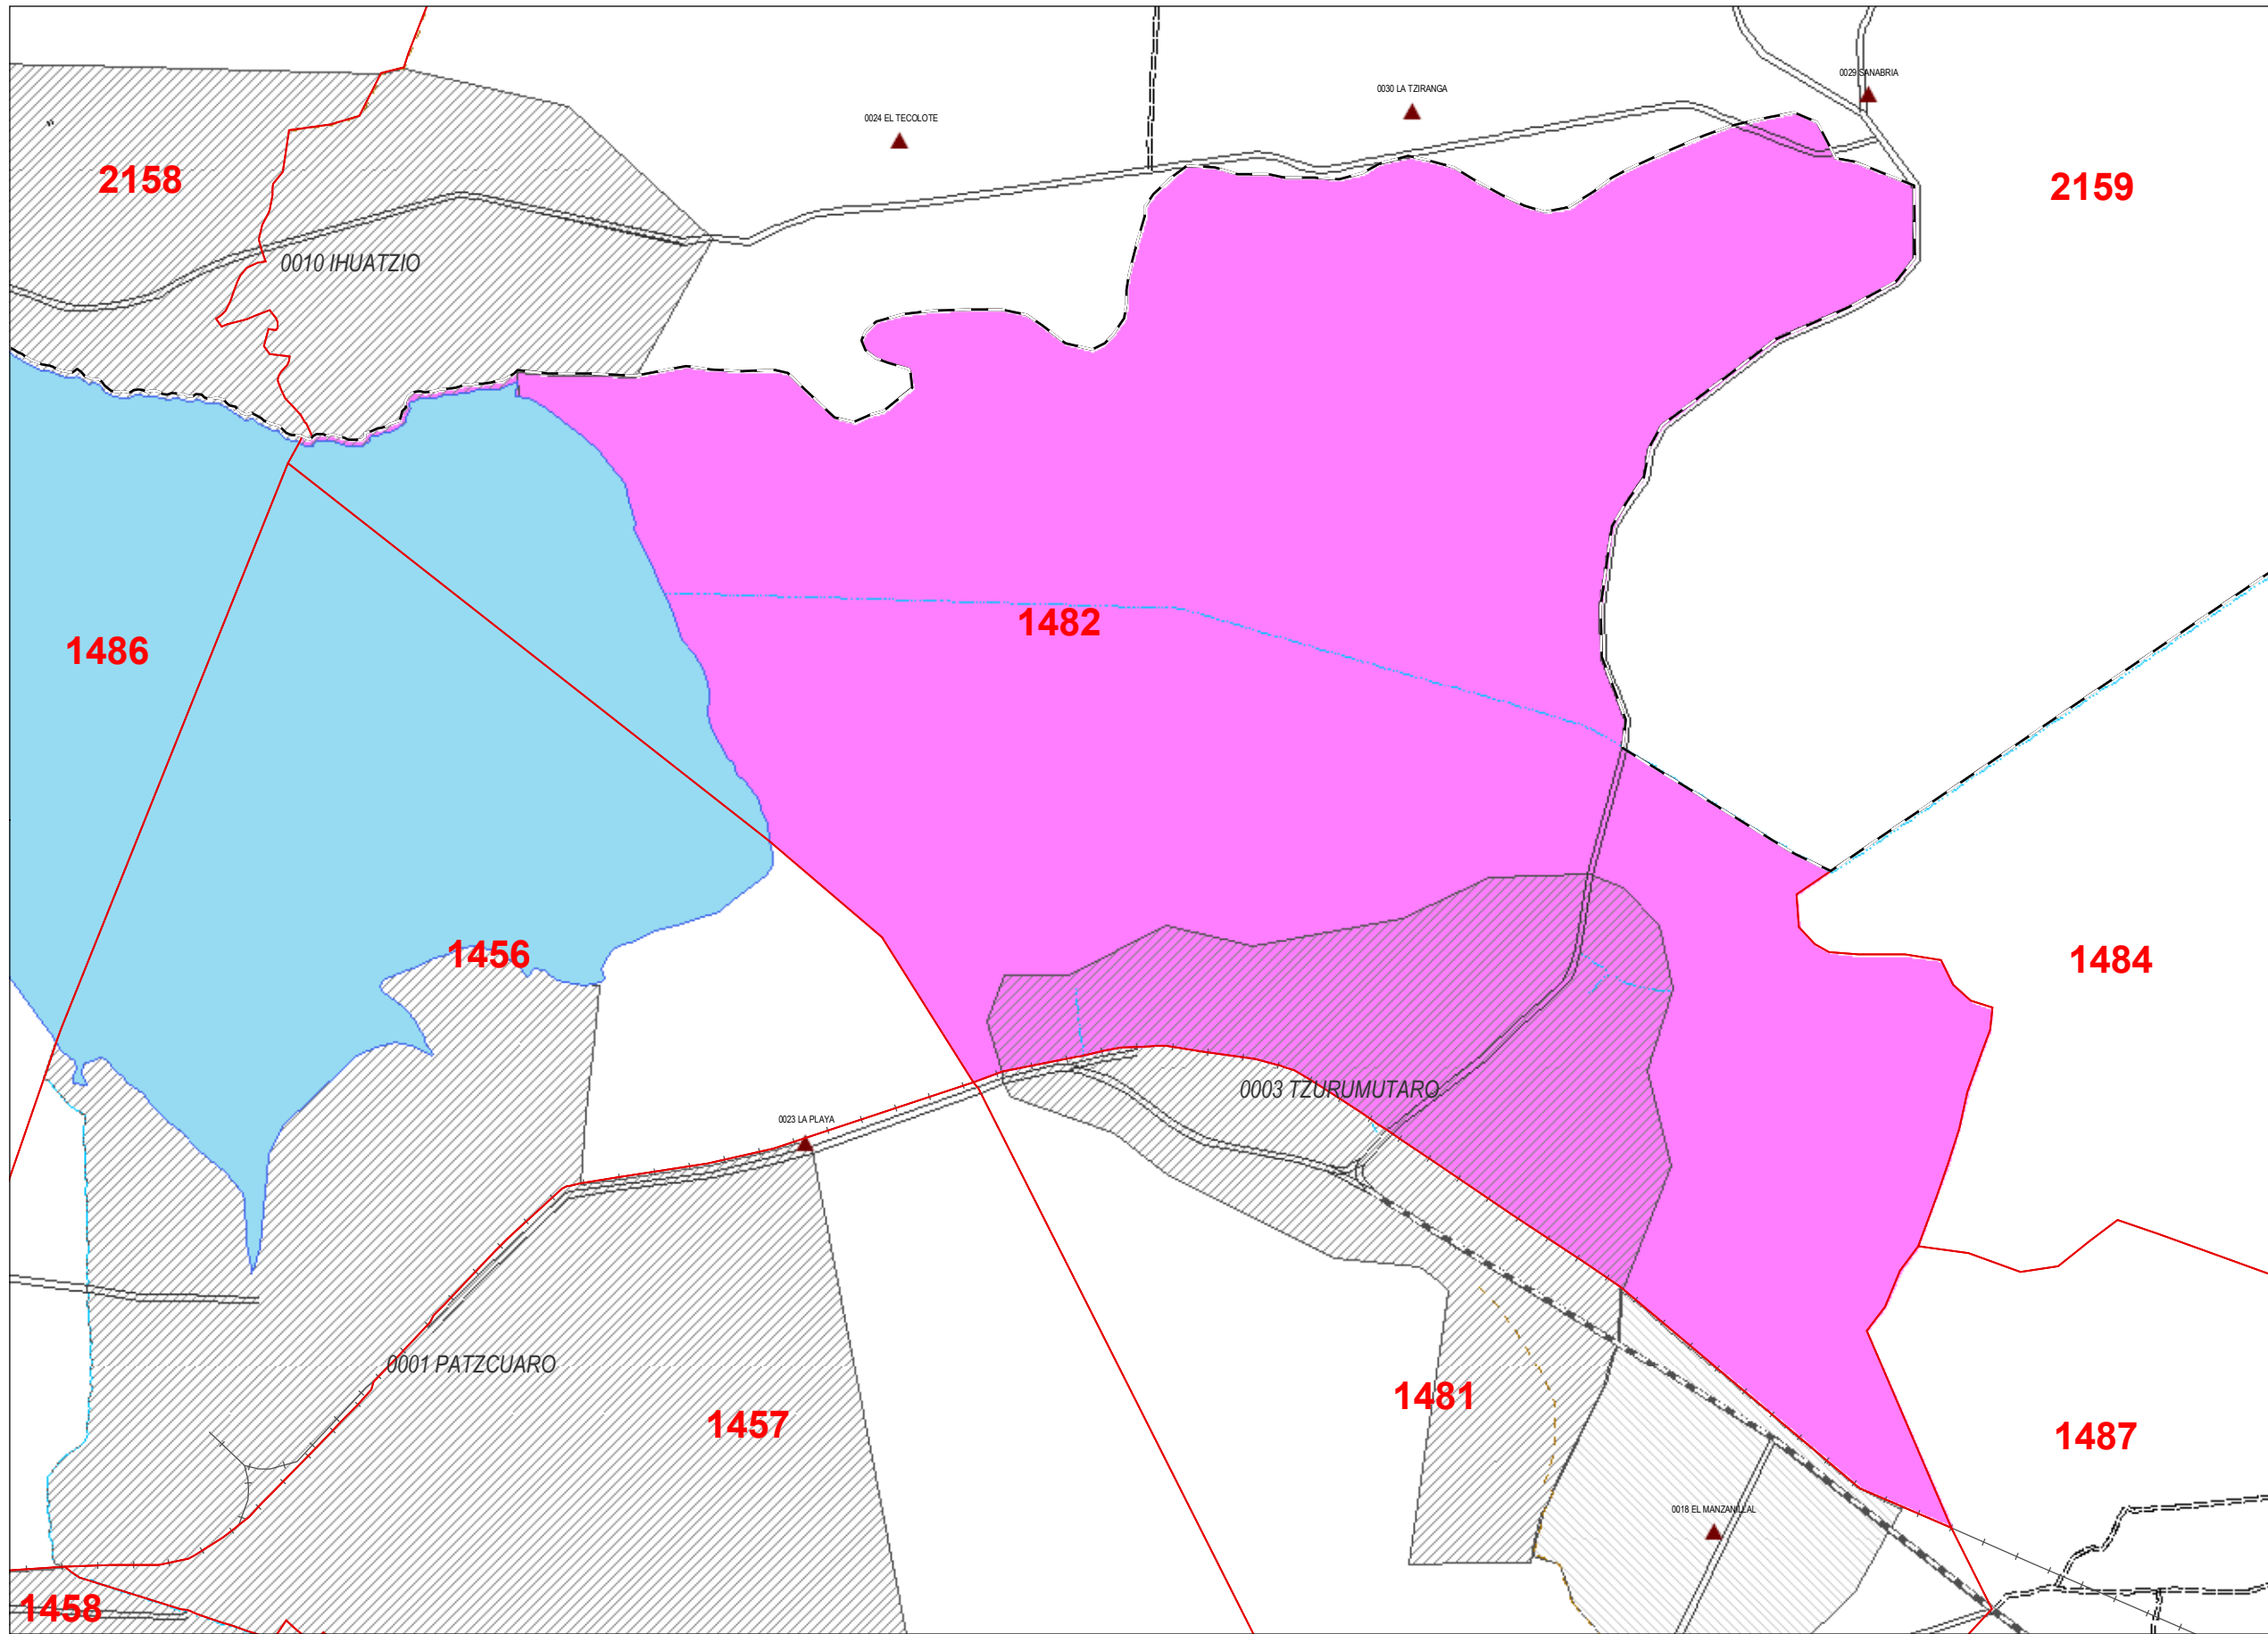 0029 SANABRIA
0030 LA TZIRANGA
0024 EL TECOLOTE
2158
2159
0010 IHUATZIO
1482
1486
1456
1484
0003 TZURUMUTARO
0023 LA PLAYA
0001 PATZCUARO
1481
1457
1487
0018 EL MANZANILLAL
1458